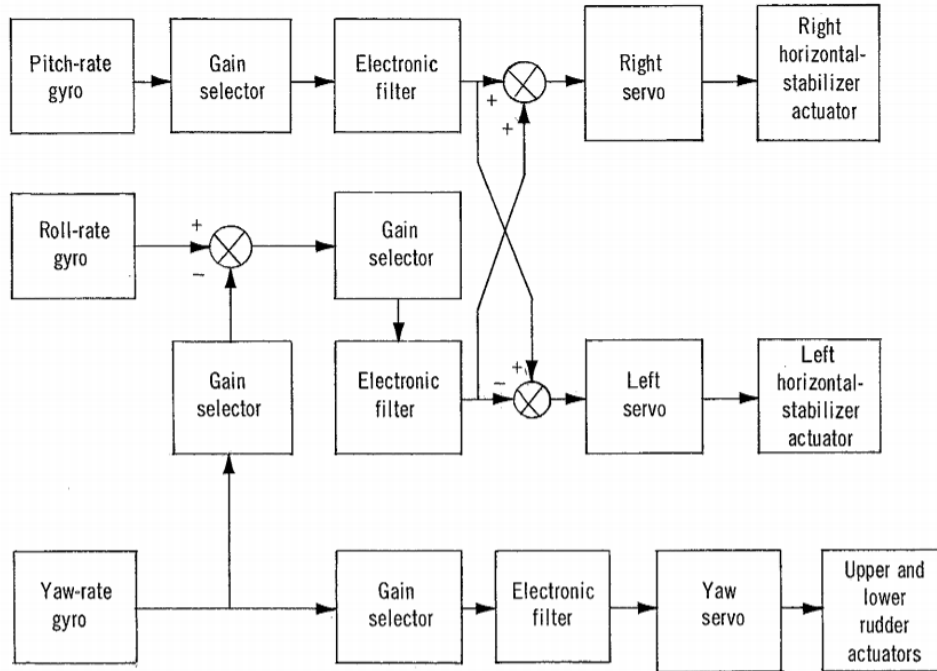 Pitch-rate
gyro
Gain
selector
Electronic
filter
+
+
Right
servo
Right
horizontal-
stabilizer
actuator
Roll-rate
gyro
+
−
Gain
selector
Gain
selector
Electronic
filter
+
−
Left
servo
Left
horizontal-
stabilizer
actuator
Yaw-rate
gyro
Gain
selector
Electronic
filter
Yaw
servo
Upper and
lower
rudder
actuators